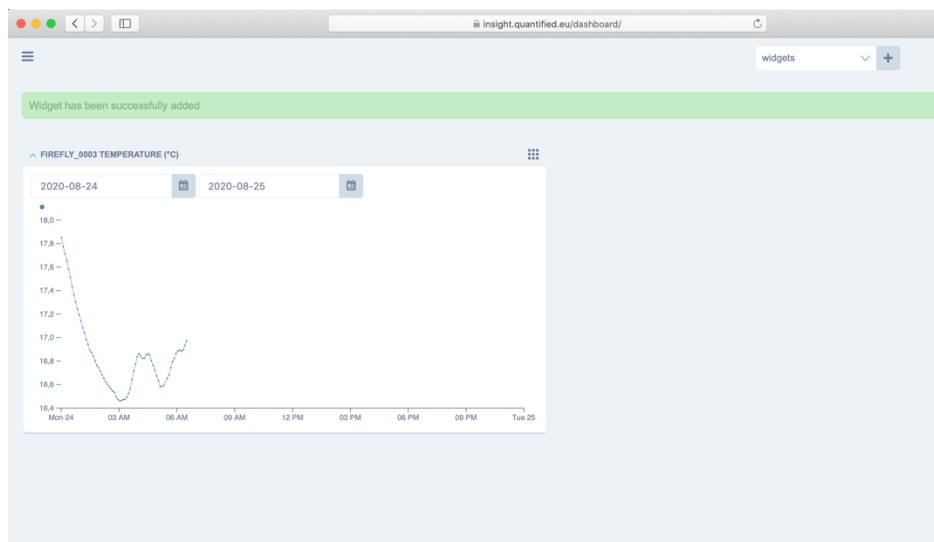 insight.quantified.eu/dashboard/
widgets
Widget has been successfully added
FIREFLY_0003 TEMPERATURE (°C)
2020-08-24 2020-08-25
18,0
17,8
17,6
17,4
17,2
17,0
16,8
16,6
16,4
Mon 24 03 AM 06 AM 09 AM 12 PM 03 PM 06 PM 09 PM Tue 25